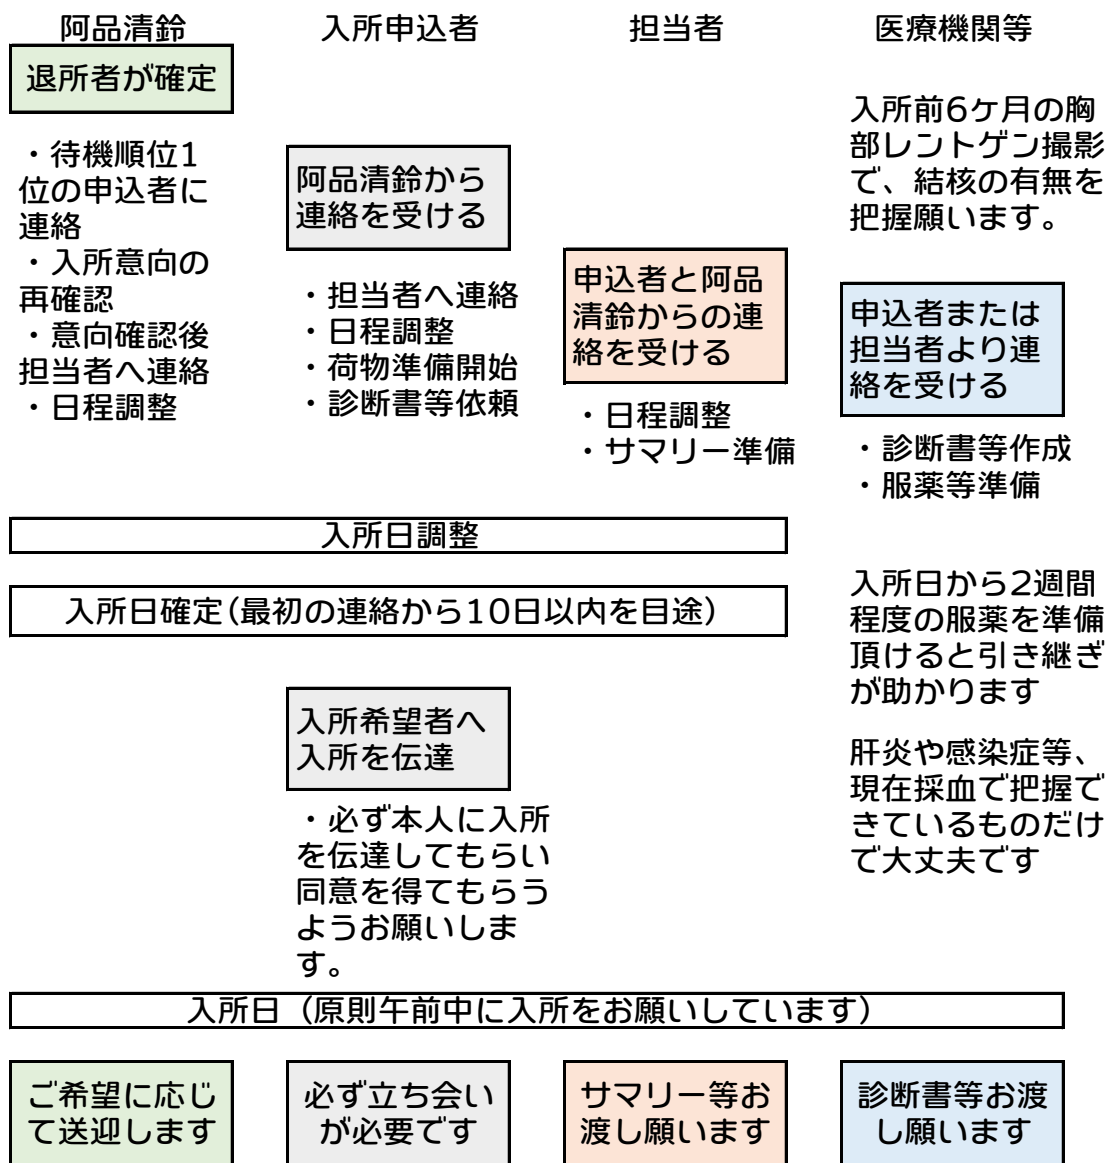 阿品清鈴
入所申込者
担当者
医療機関等
退所者が確定
・待機順位1
位の申込者に
連絡
・入所意向の
再確認
・意向確認後
担当者へ連絡
・日程調整
阿品清鈴から
連絡を受ける
・担当者へ連絡
・日程調整
・荷物準備開始
・診断書等依頼
申込者と阿品
清鈴からの連
絡を受ける
・日程調整
・サマリー準備
入所前6ケ月の胸
部レントゲン撮影
で、結核の有無を
把握願います。
申込者または
担当者より連
絡を受ける
・診断書等作成
・服薬等準備
入所日調整
入所日確定(最初の連絡から10日以内を目途)
入所希望者へ
入所を伝達
・必ず本人に入所
を伝達してもらい
同意を得てもらう
ようお願いしま
す。
入所日から2週間
程度の服薬を準備
頂けると引き継ぎ
が助かります
肝炎や感染症等、
現在採血で把握で
きているものだけ
で大丈夫です
入所日（原則午前中に入所をお願いしています）
ご希望に応じ
て送迎します
必ず立ち会い
が必要です
サマリー等お
渡し願います
診断書等お渡
し願います